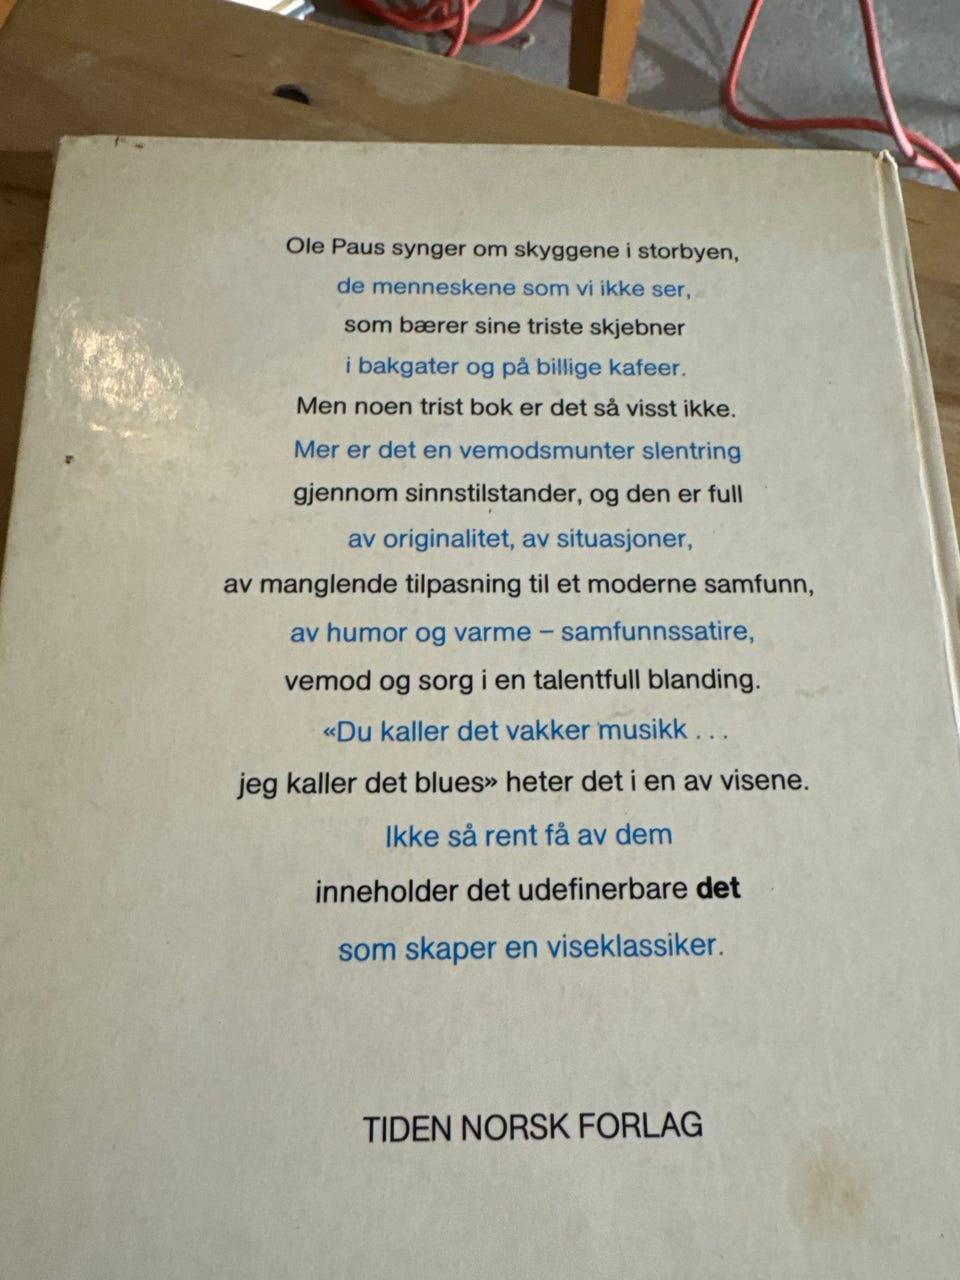 Ole Paus synger om skyggene i storbyen,
de menneskene som vi ikke ser,
som bærer sine triste skjebner
i bakgater og på billige kafeer.
Men noen trist bok er det så visst ikke.
Mer er det en vemodsmunter slentring
gjennom sinnstilstander, og den er full
av originalitet, av situasjoner,
av manglende tilpasning til et moderne samfunn,
av humor og varme – samfunnssatire,
vemod og sorg i en talentfull blanding.
«Du kaller det vakker musikk . . .
jeg kaller det blues» heter det i en av visene.
Ikke så rent få av dem
inneholder det udefinerbare det
som skaper en viseklassiker.
TIDEN NORSK FORLAG